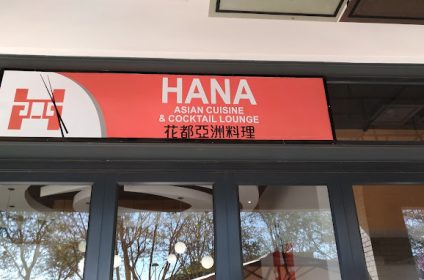 HANA
ASIAN CUISINE
& COCKTAIL LOUNGE
花都亞洲料理